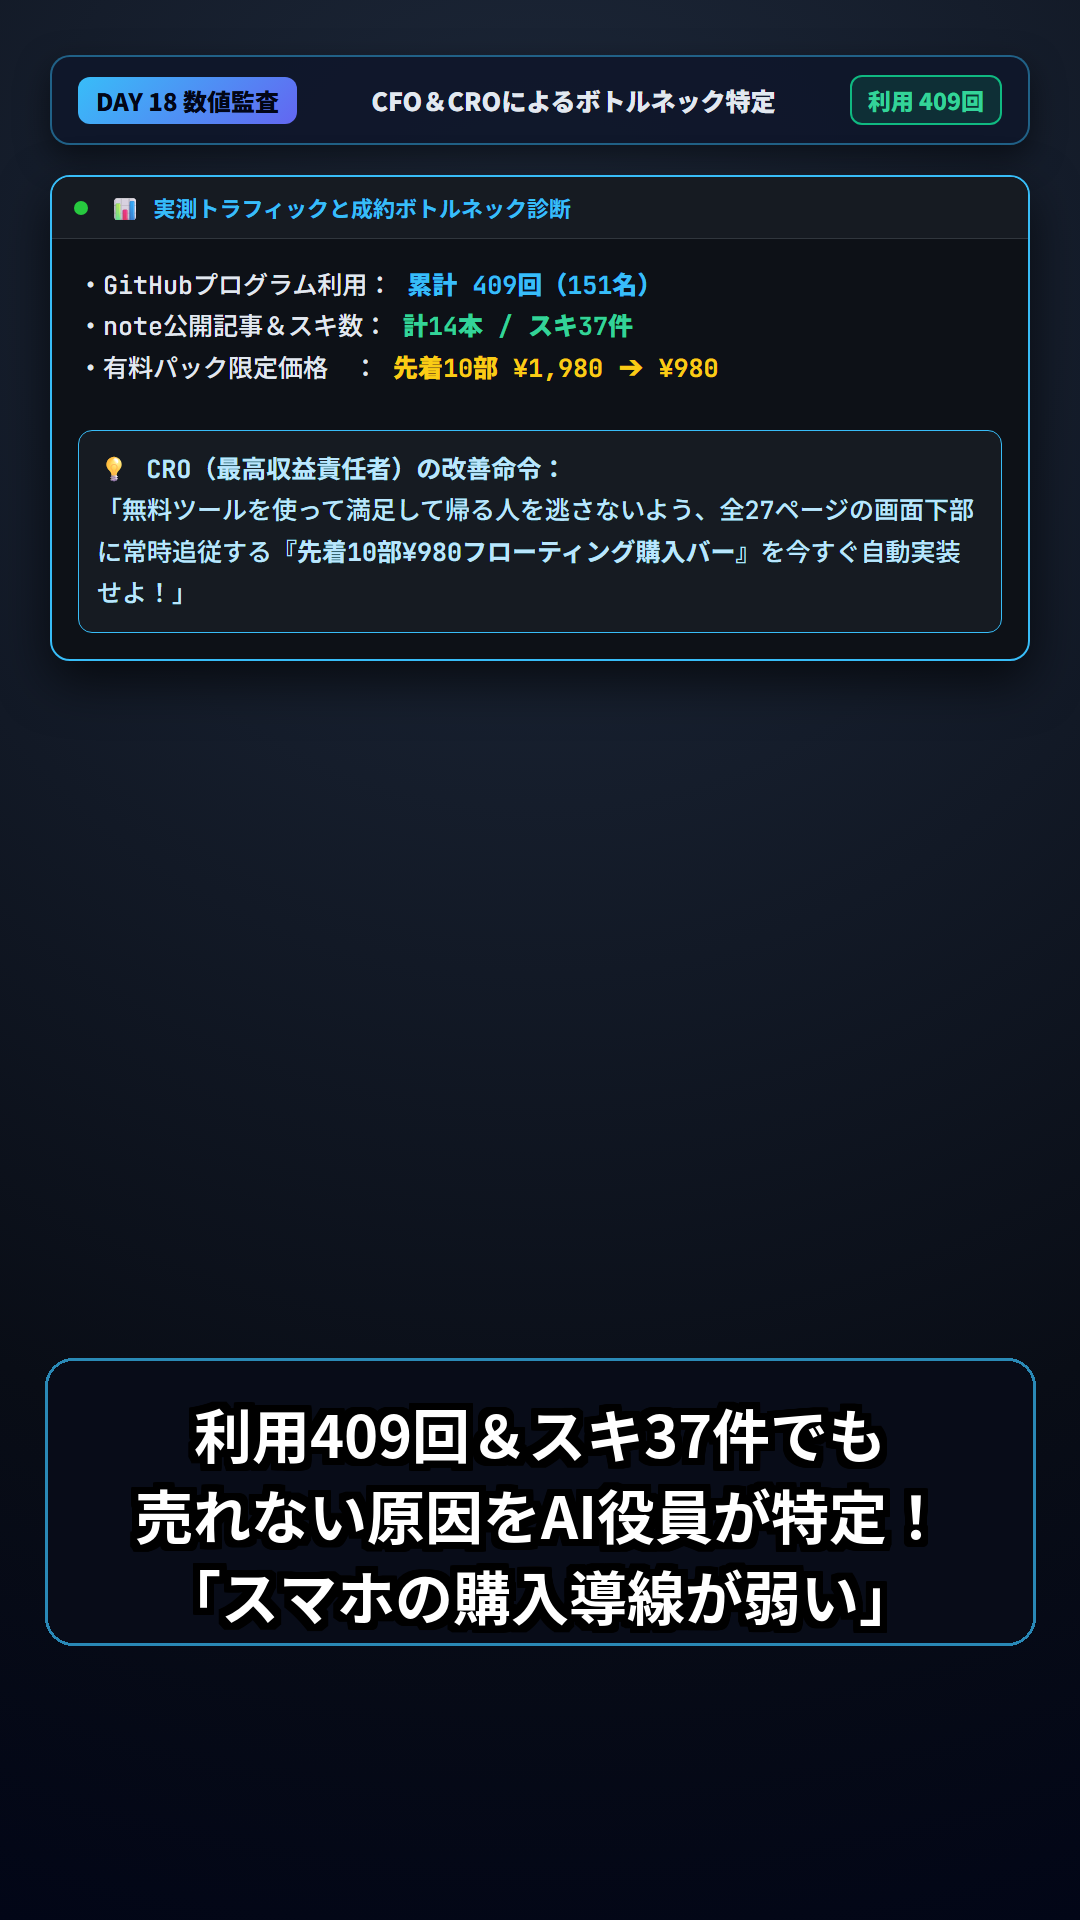 DAY 18 数値監査
CFO＆CROによるボトルネック特定
利用 409回
📊 実測トラフィックと成約ボトルネック診断
・GitHubプログラム利用： 累計 409回（151名）
・note公開記事＆スキ数： 計14本 / スキ37件
・有料パック限定価格　： 先着10部 ¥1,980 ➔ ¥980
💡 CRO（最高収益責任者）の改善命令：
「無料ツールを使って満足して帰る人を逃さないよう、全27ページの画面下部
に常時追従する『先着10部¥980フローティング購入バー』を今すぐ自動実装
せよ！」
利用409回＆スキ37件でも
売れない原因をAI役員が特定！
「スマホの購入導線が弱い」